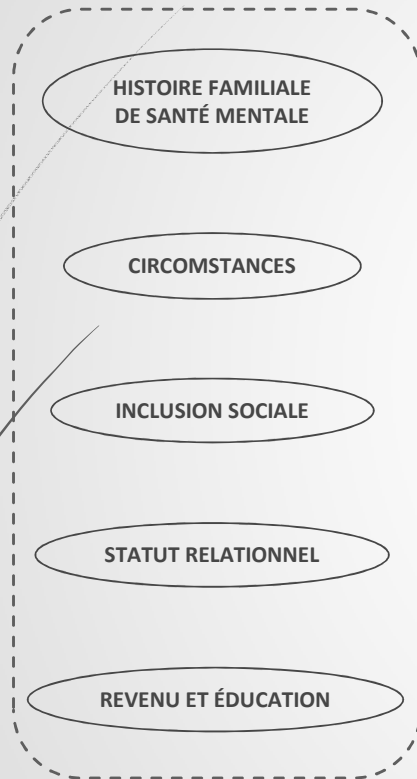 HISTOIRE FAMILIALE
DE SANTÉ MENTALE
CIRCOMSTANCES
INCLUSION SOCIALE
STATUT RELATIONNEL
REVENU ET ÉDUCATION